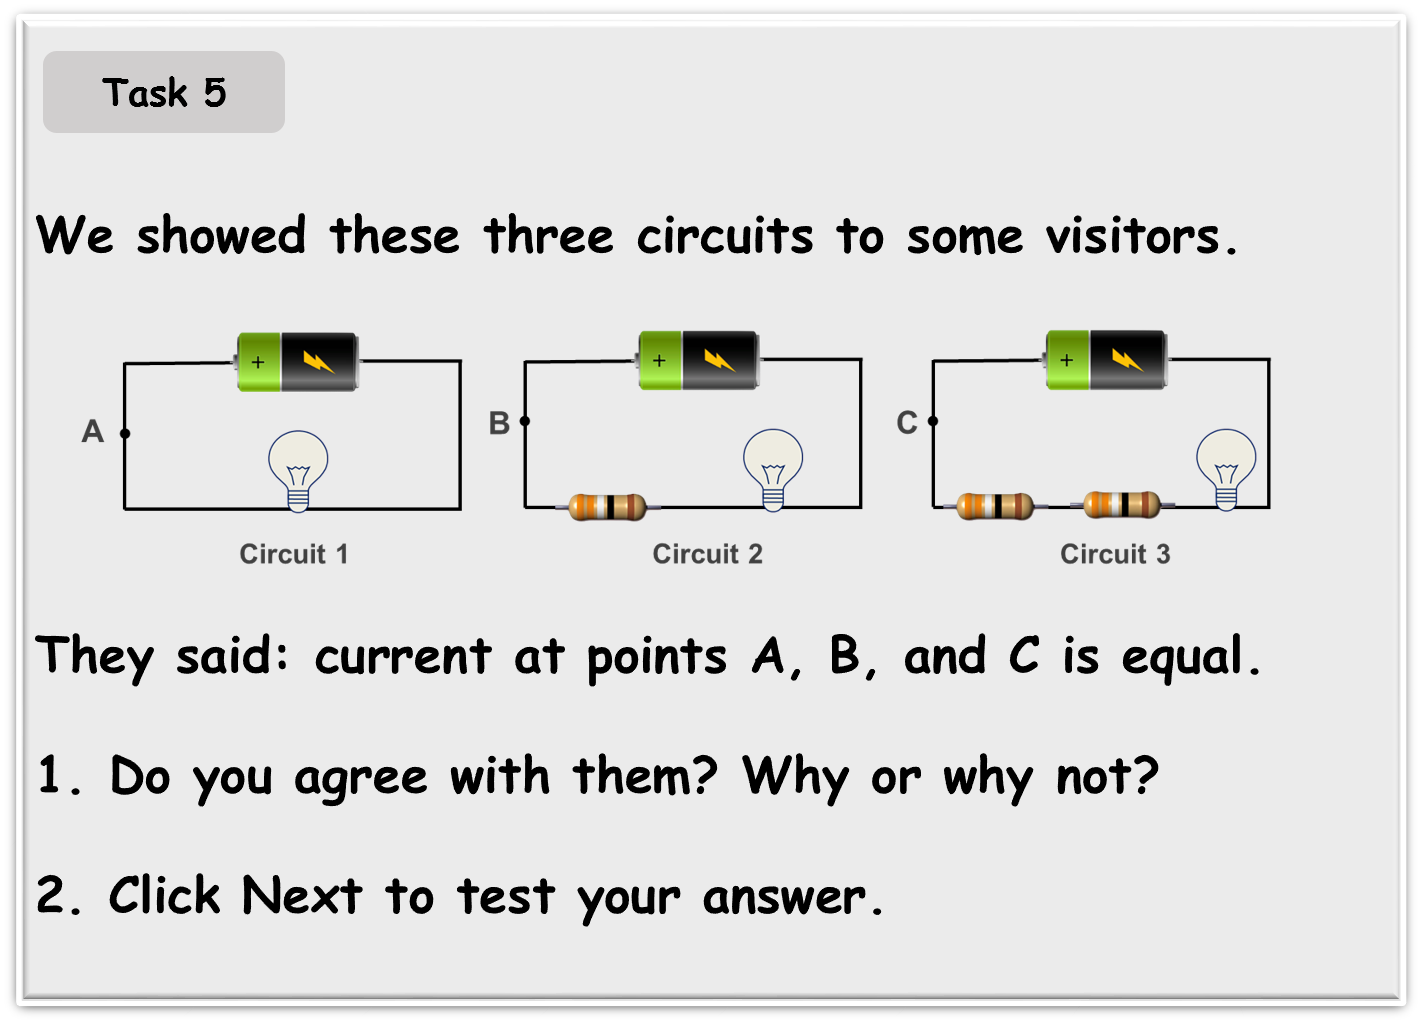 Task 5
We showed these three circuits to some visitors.
+ + +
A B C
Circuit 1 Circuit 2 Circuit 3
They said: current at points A, B, and C is equal.
1. Do you agree with them? Why or why not?
2. Click Next to test your answer.